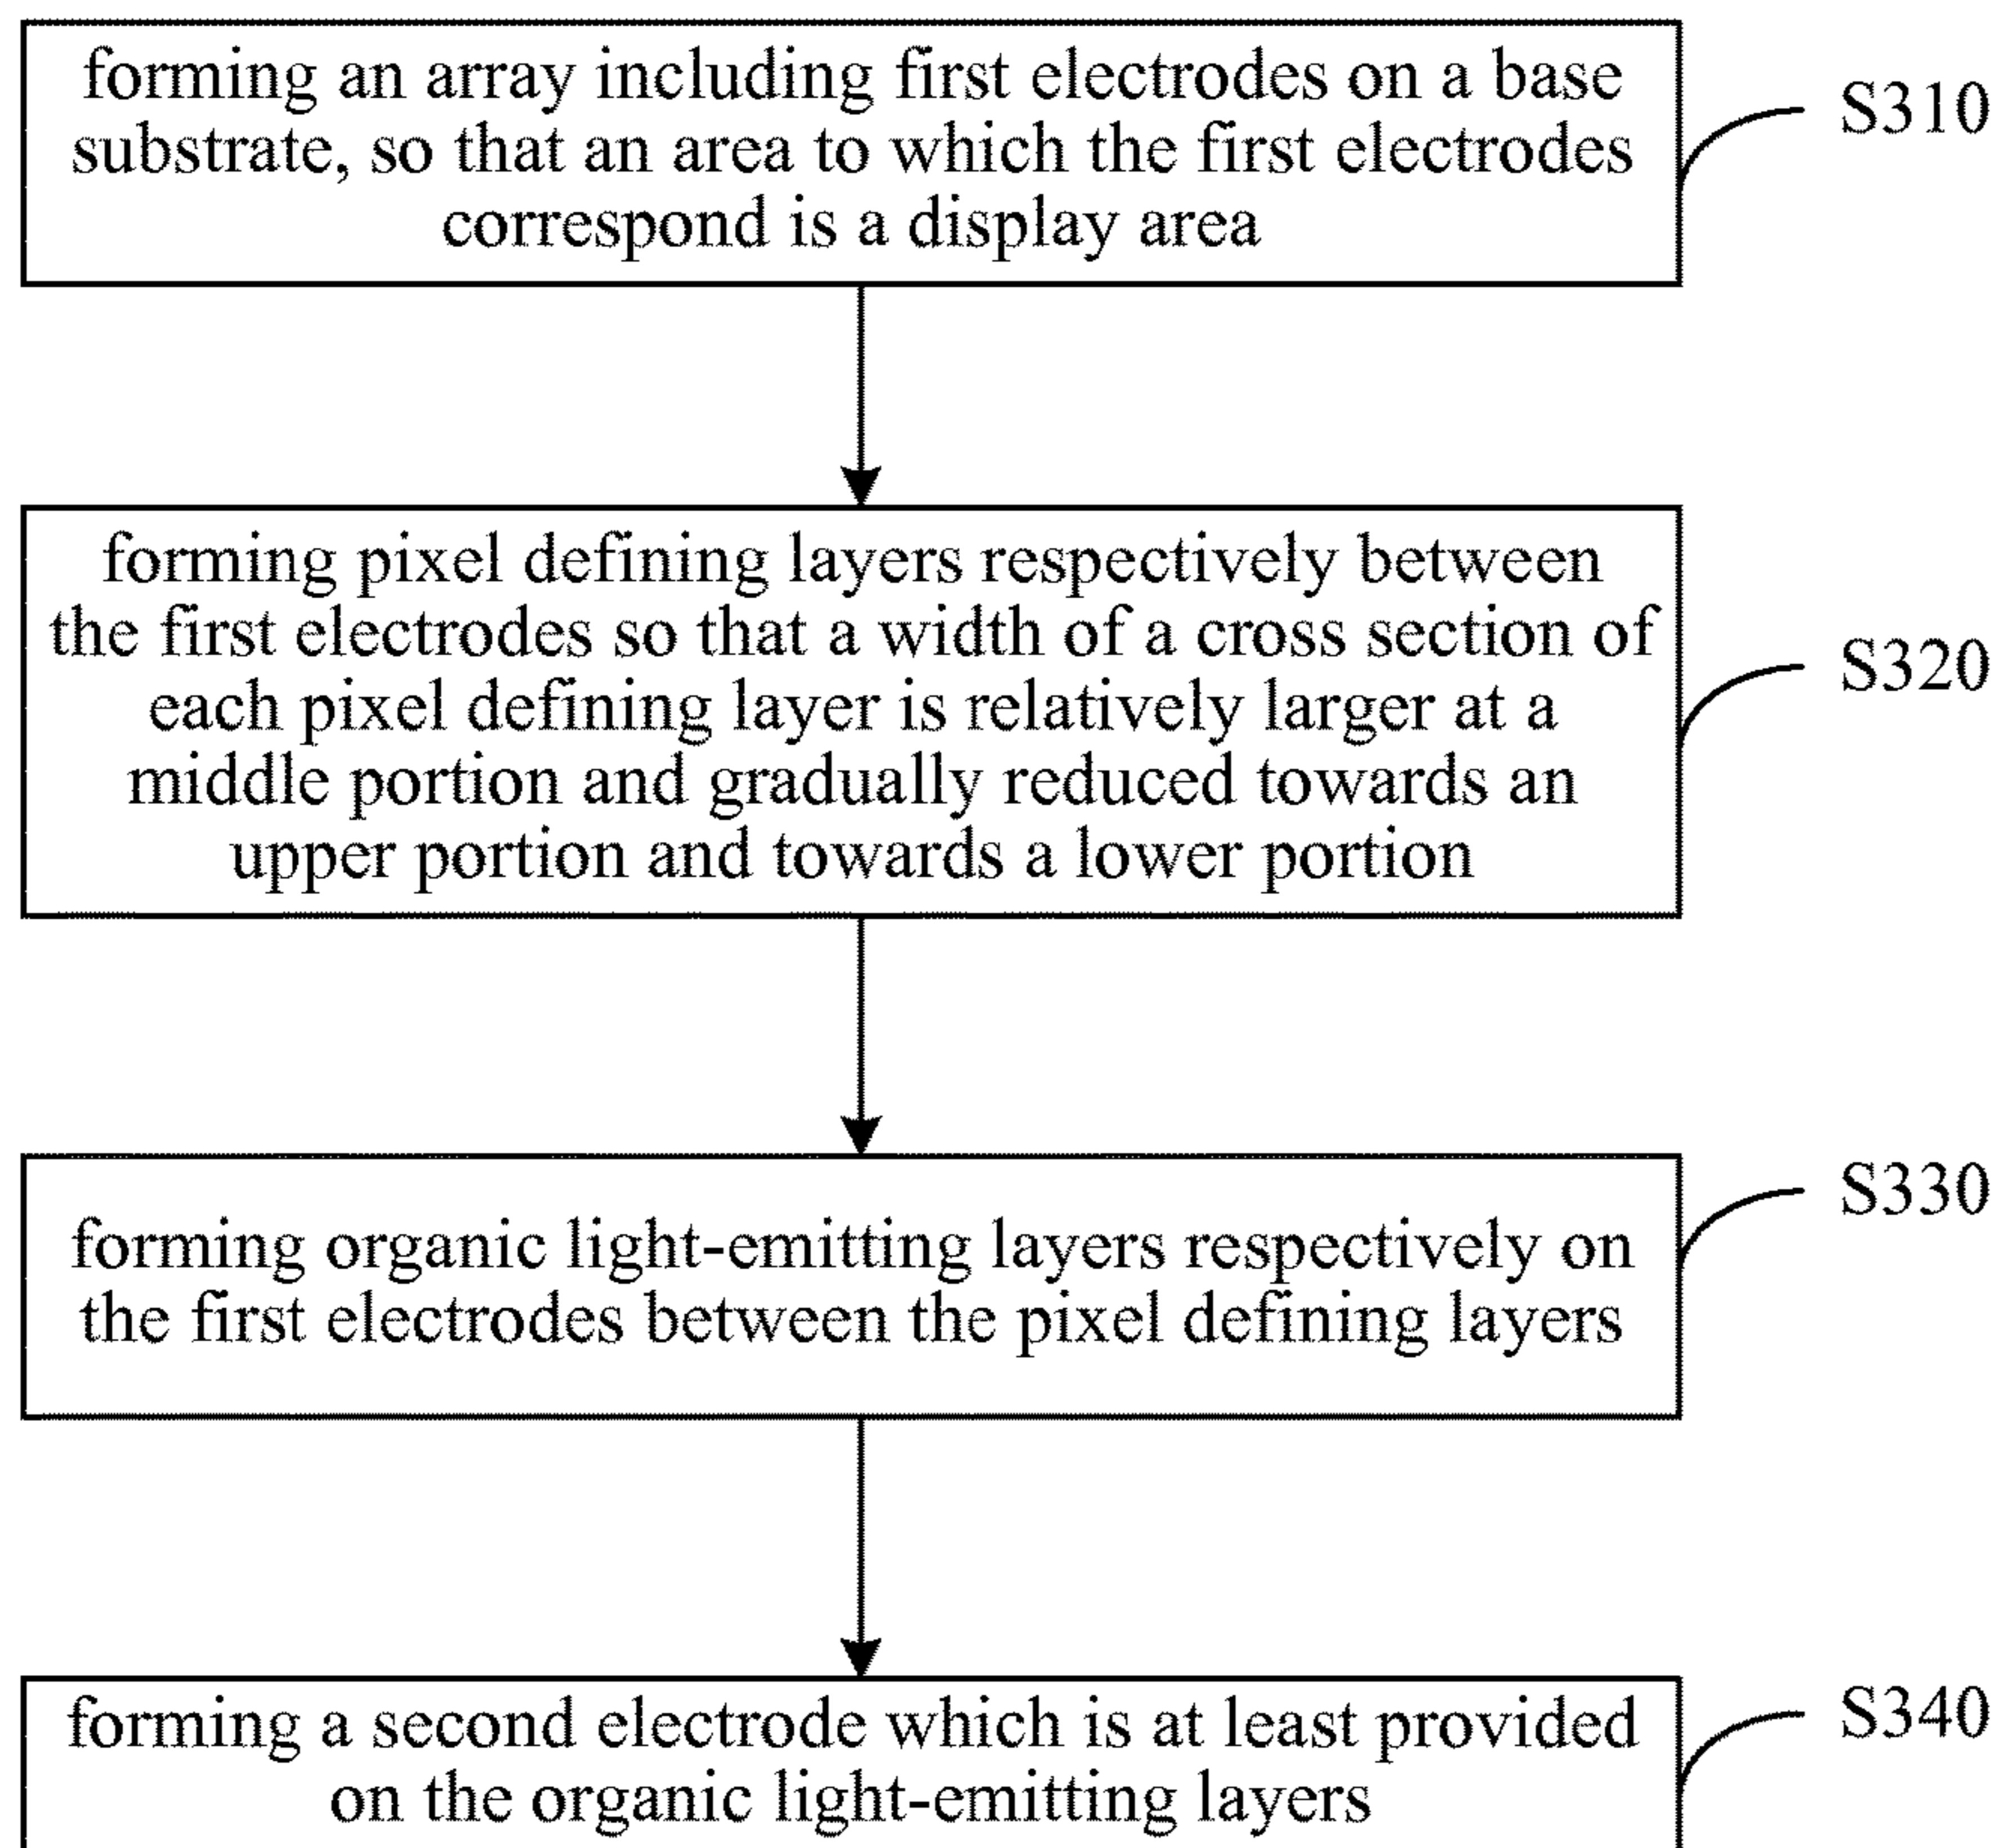 forming an array including first electrodes on a base
substrate, so that an area to which the first electrodes
correspond is a display area
S310
forming pixel defining layers respectively between
the first electrodes so that a width of a cross section of
each pixel defining layer is relatively larger at a
middle portion and gradually reduced towards an
upper portion and towards a lower portion
S320
forming organic light-emitting layers respectively on
the first electrodes between the pixel defining layers
S330
forming a second electrode which is at least provided
on the organic light-emitting layers
S340